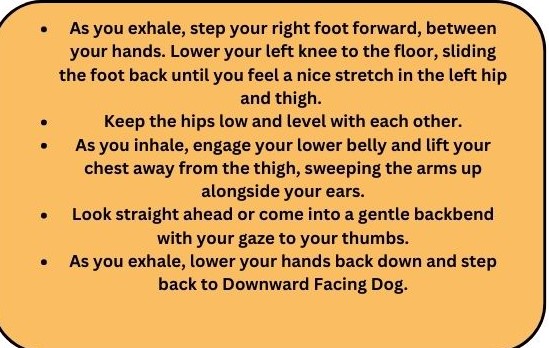 • As you exhale, step your right foot forward, between
your hands. Lower your left knee to the floor, sliding
the foot back until you feel a nice stretch in the left hip
and thigh.
• Keep the hips low and level with each other.
• As you inhale, engage your lower belly and lift your
chest away from the thigh, sweeping the arms up
alongside your ears.
• Look straight ahead or come into a gentle backbend
with your gaze to your thumbs.
• As you exhale, lower your hands back down and step
back to Downward Facing Dog.